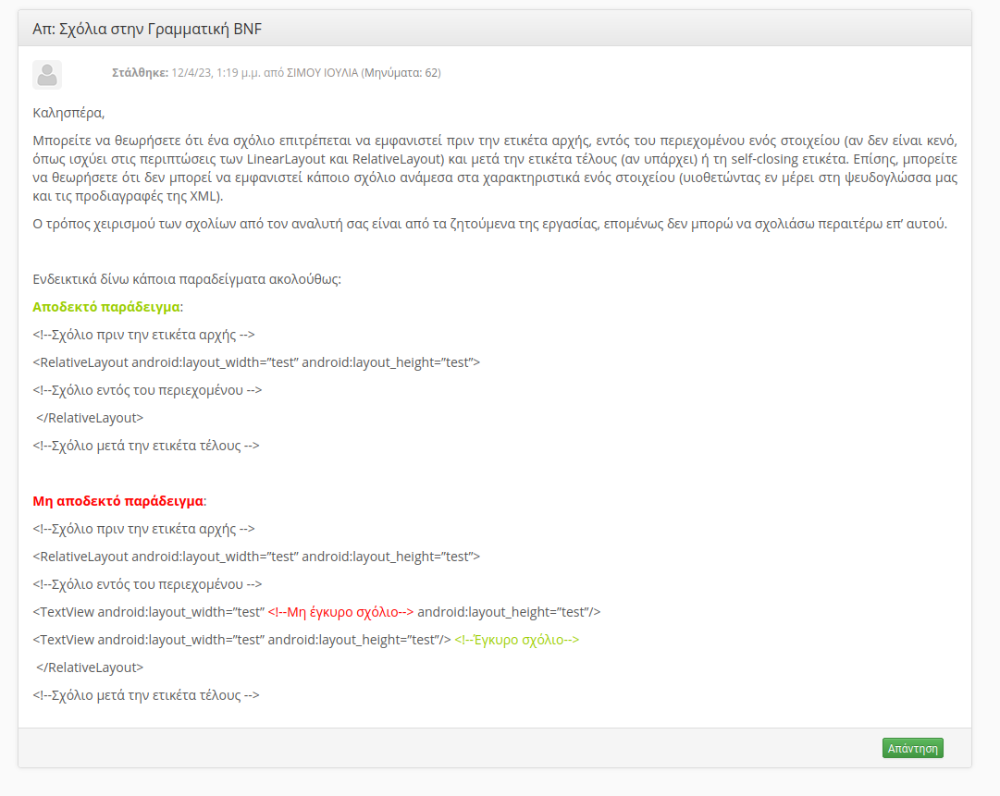 Απ: Σχόλια στην Γραμματική BNF
Στάλθηκε: 12/4/23, 1:19 μ.μ. από ΣΙΜΟΥ ΙΟΥΛΙΑ (Μηνύματα: 62)
Καλησπέρα,
Μπορείτε να θεωρήσετε ότι ένα σχόλιο επιτρέπεται να εμφανιστεί πριν την ετικέτα αρχής, εντός του περιεχομένου ενός στοιχείου (αν δεν είναι κενό,
όπως ισχύει στις περιπτώσεις των LinearLayout και RelativeLayout) και μετά την ετικέτα τέλους (αν υπάρχει) ή τη self-closing ετικέτα. Επίσης, μπορείτε
να θεωρήσετε ότι δεν μπορεί να εμφανιστεί κάποιο σχόλιο ανάμεσα στα χαρακτηριστικά ενός στοιχείου (υιοθετώντας εν μέρει στη ψευδογλώσσα μας
και τις προδιαγραφές της XML).
Ο τρόπος χειρισμού των σχολίων από τον αναλυτή σας είναι από τα ζητούμενα της εργασίας, επομένως δεν μπορώ να σχολιάσω περαιτέρω επ’ αυτού.
Ενδεικτικά δίνω κάποια παραδείγματα ακολούθως:
Αποδεκτό παράδειγμα:
<!--Σχόλιο πριν την ετικέτα αρχής -->
<RelativeLayout android:layout_width=”test” android:layout_height=”test”>
<!--Σχόλιο εντός του περιεχομένου -->
</RelativeLayout>
<!--Σχόλιο μετά την ετικέτα τέλους -->
Μη αποδεκτό παράδειγμα:
<!--Σχόλιο πριν την ετικέτα αρχής -->
<RelativeLayout android:layout_width=”test” android:layout_height=”test”>
<!--Σχόλιο εντός του περιεχομένου -->
<TextView android:layout_width=”test” <!--Μη έγκυρο σχόλιο--> android:layout_height=”test”/>
<TextView android:layout_width=”test” android:layout_height=”test”/> <!--Έγκυρο σχόλιο-->
</RelativeLayout>
<!--Σχόλιο μετά την ετικέτα τέλους -->
Απάντηση